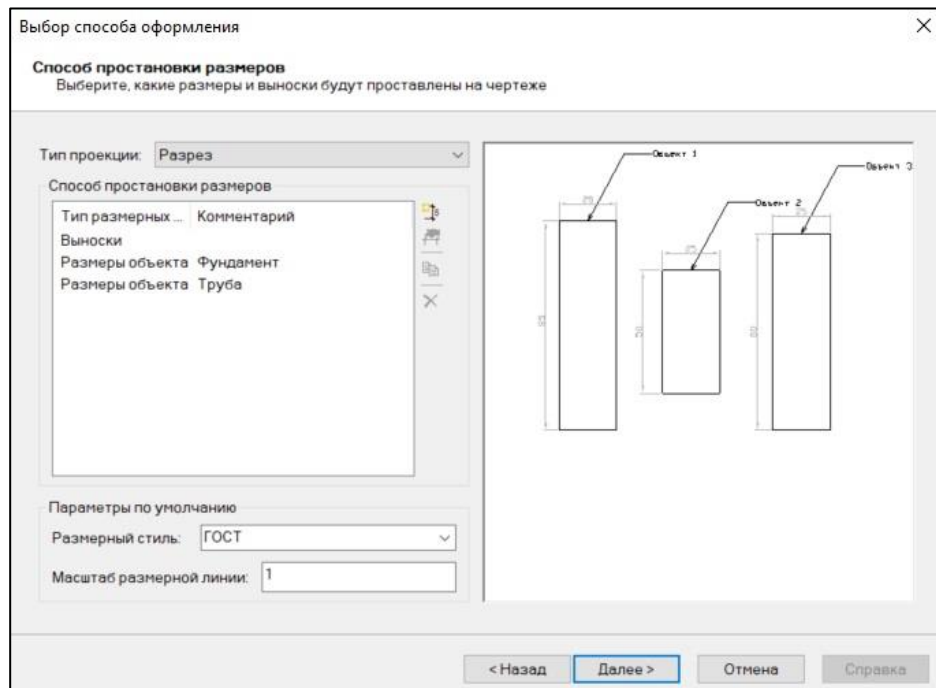 Выбор способа оформления
Способ простановки размеров
Выберите, какие размеры и выноски будут проставлены на чертеже
Тип проекции: Разрез
Способ простановки размеров
Тип размерных ... Комментарий
Выноски
Размеры объекта Фундамент
Размеры объекта Труба
Объект 1
Объект 2
Объект 3
Параметры по умолчанию
Размерный стиль: ГОСТ
Масштаб размерной линии: 1
< Назад Далее > Отмена Справка